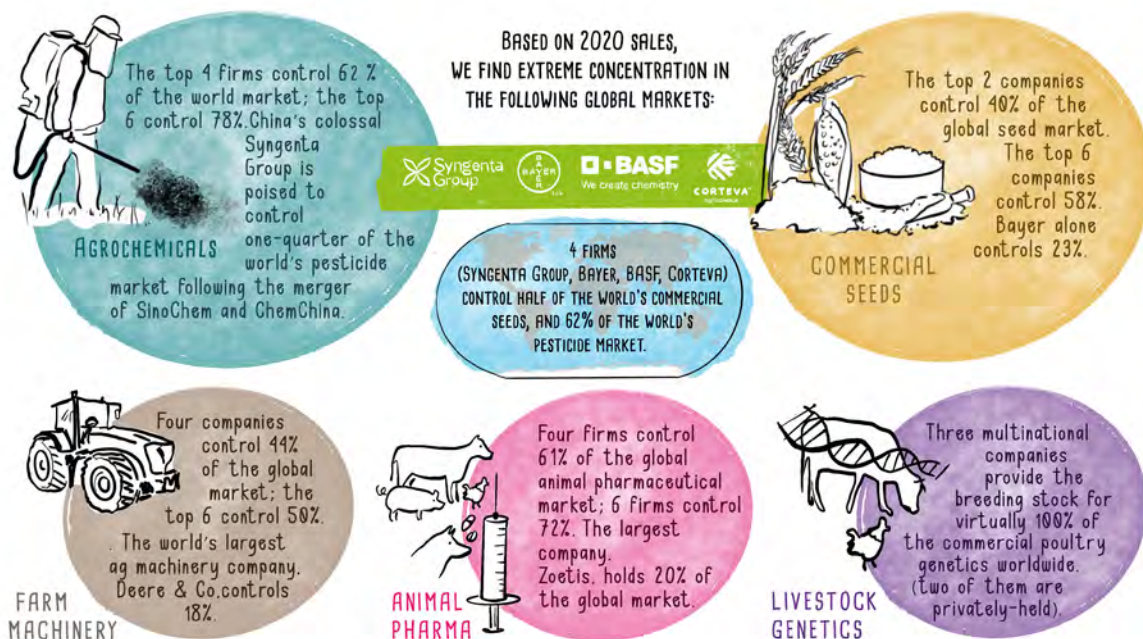 The top 4 firms control 62 %
of the world market; the top
6 control 78%.China's colossal
Syngenta
Group is
poised to
control
one-quarter of the
world's pesticide
market following the merger
of SinoChem and ChemChina.
AGROCHEMICALS
BASED ON 2020 SALES,
WE FIND EXTREME CONCENTRATION IN
THE FOLLOWING GLOBAL MARKETS:
Syngenta
Group
BAYER
BAYER
BASF
We create chemistry
CORTEVA
agriscience
4 FIRMS
(SYNGENTA GROUP, BAYER, BASF, CORTEVA)
CONTROL HALF OF THE WORLD'S COMMERCIAL
SEEDS, AND 62% OF THE WORLD'S
PESTICIDE MARKET.
The top 2 companies
control 40% of the
global seed market.
The top 6
companies
control 58%.
Bayer alone
controls 23%.
COMMERCIAL
SEEDS
Four companies
control 44%
of the global
market; the
top 6 control 50%.
. The world's largest
ag machinery company,
Deere & Co.controls
18%.
FARM
MACHINERY
Four firms control
61% of the global
animal pharmaceutical
market; 6 firms control
72%. The largest
company.
Zoetis, holds 20% of
the global market.
ANIMAL
PHARMA
Three multinational
companies
provide the
breeding stock for
virtually 100% of
the commercial poultry
genetics worldwide.
(two of them are
privately-held).
LIVESTOCK
GENETICS